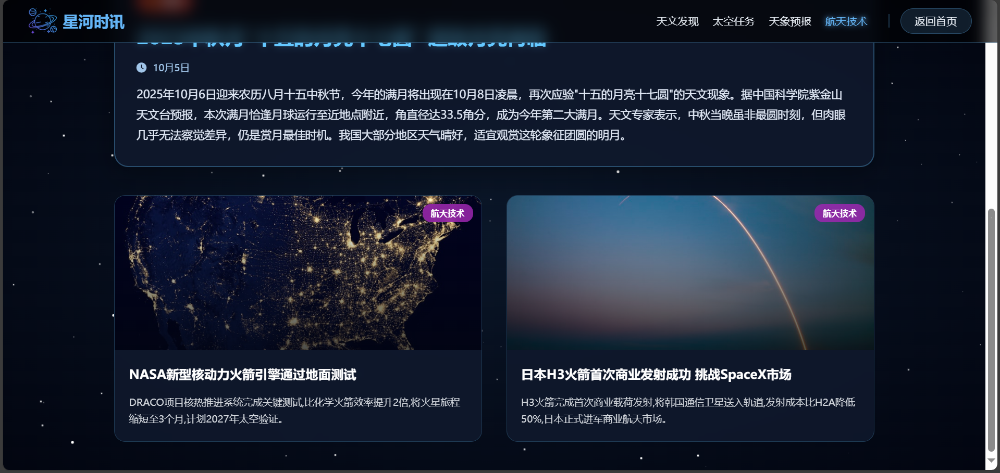 星河时讯
天文发现 太空任务 天象预报 航天技术 返回首页
10月5日
2025年10月6日迎来农历八月十五中秋节，今年的满月将出现在10月8日凌晨，再次应验"十五的月亮十七圆"的天文现象。据中国科学院紫金山
天文台预报，本次满月恰逢月球运行至近地点附近，角直径达33.5角分，成为今年第二大满月。天文专家表示，中秋当晚虽非最圆时刻，但肉眼
几乎无法察觉差异，仍是赏月最佳时机。我国大部分地区天气晴好，适宜观赏这轮象征团圆的明月。
航天技术
NASA新型核动力火箭引擎通过地面测试
DRACO项目核热推进系统完成关键测试,比化学火箭效率提升2倍,将火星旅程
缩短至3个月,计划2027年太空验证。
航天技术
日本H3火箭首次商业发射成功 挑战SpaceX市场
H3火箭完成首次商业载荷发射,将韩国通信卫星送入轨道,发射成本比H2A降低
50%,日本正式进军商业航天市场。